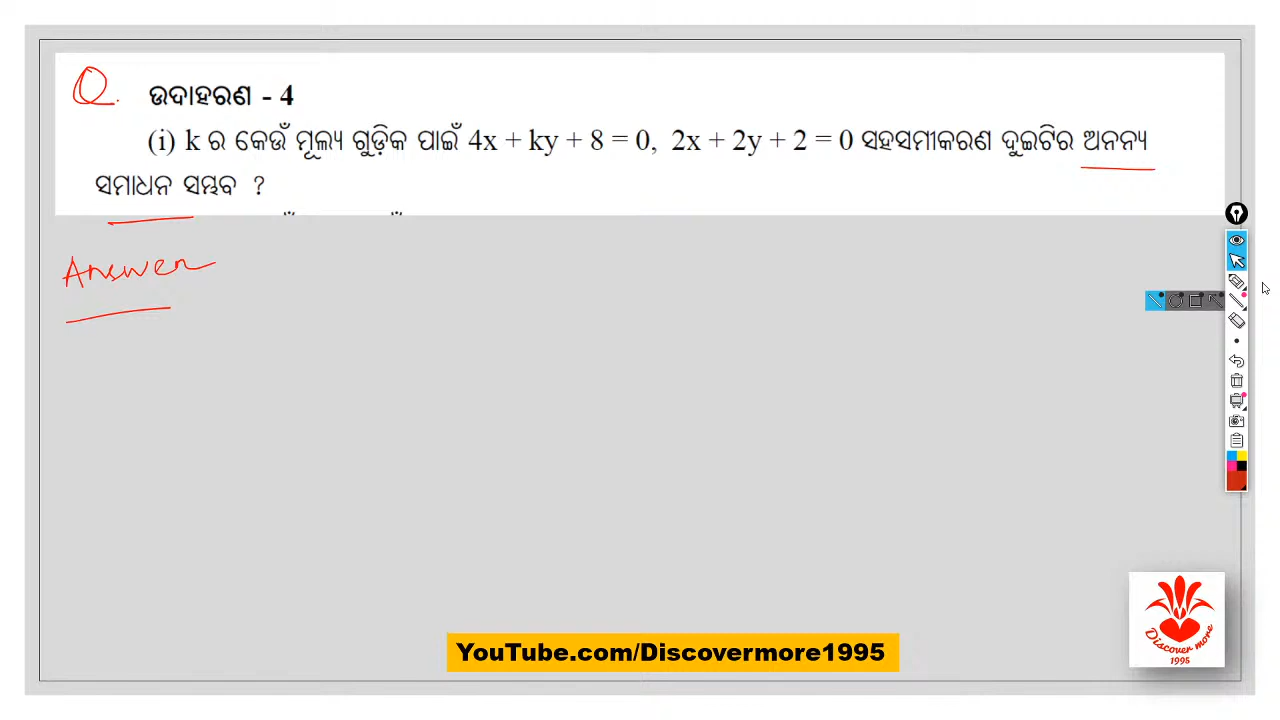 Q.
ଉଦାହରଣ - 4
(i) k ର କେଉଁ ମୂଲ୍ୟ ଗୁଡ଼ିକ ପାଇଁ 4x + ky + 8 = 0, 2x + 2y + 2 = 0 ସହସମୀକରଣ ଦୁଇଟିର ଅନନ୍ୟ
ସମାଧନ ସମ୍ଭବ ?
Answer
YouTube.com/Discovermore1995
Discover more
1995